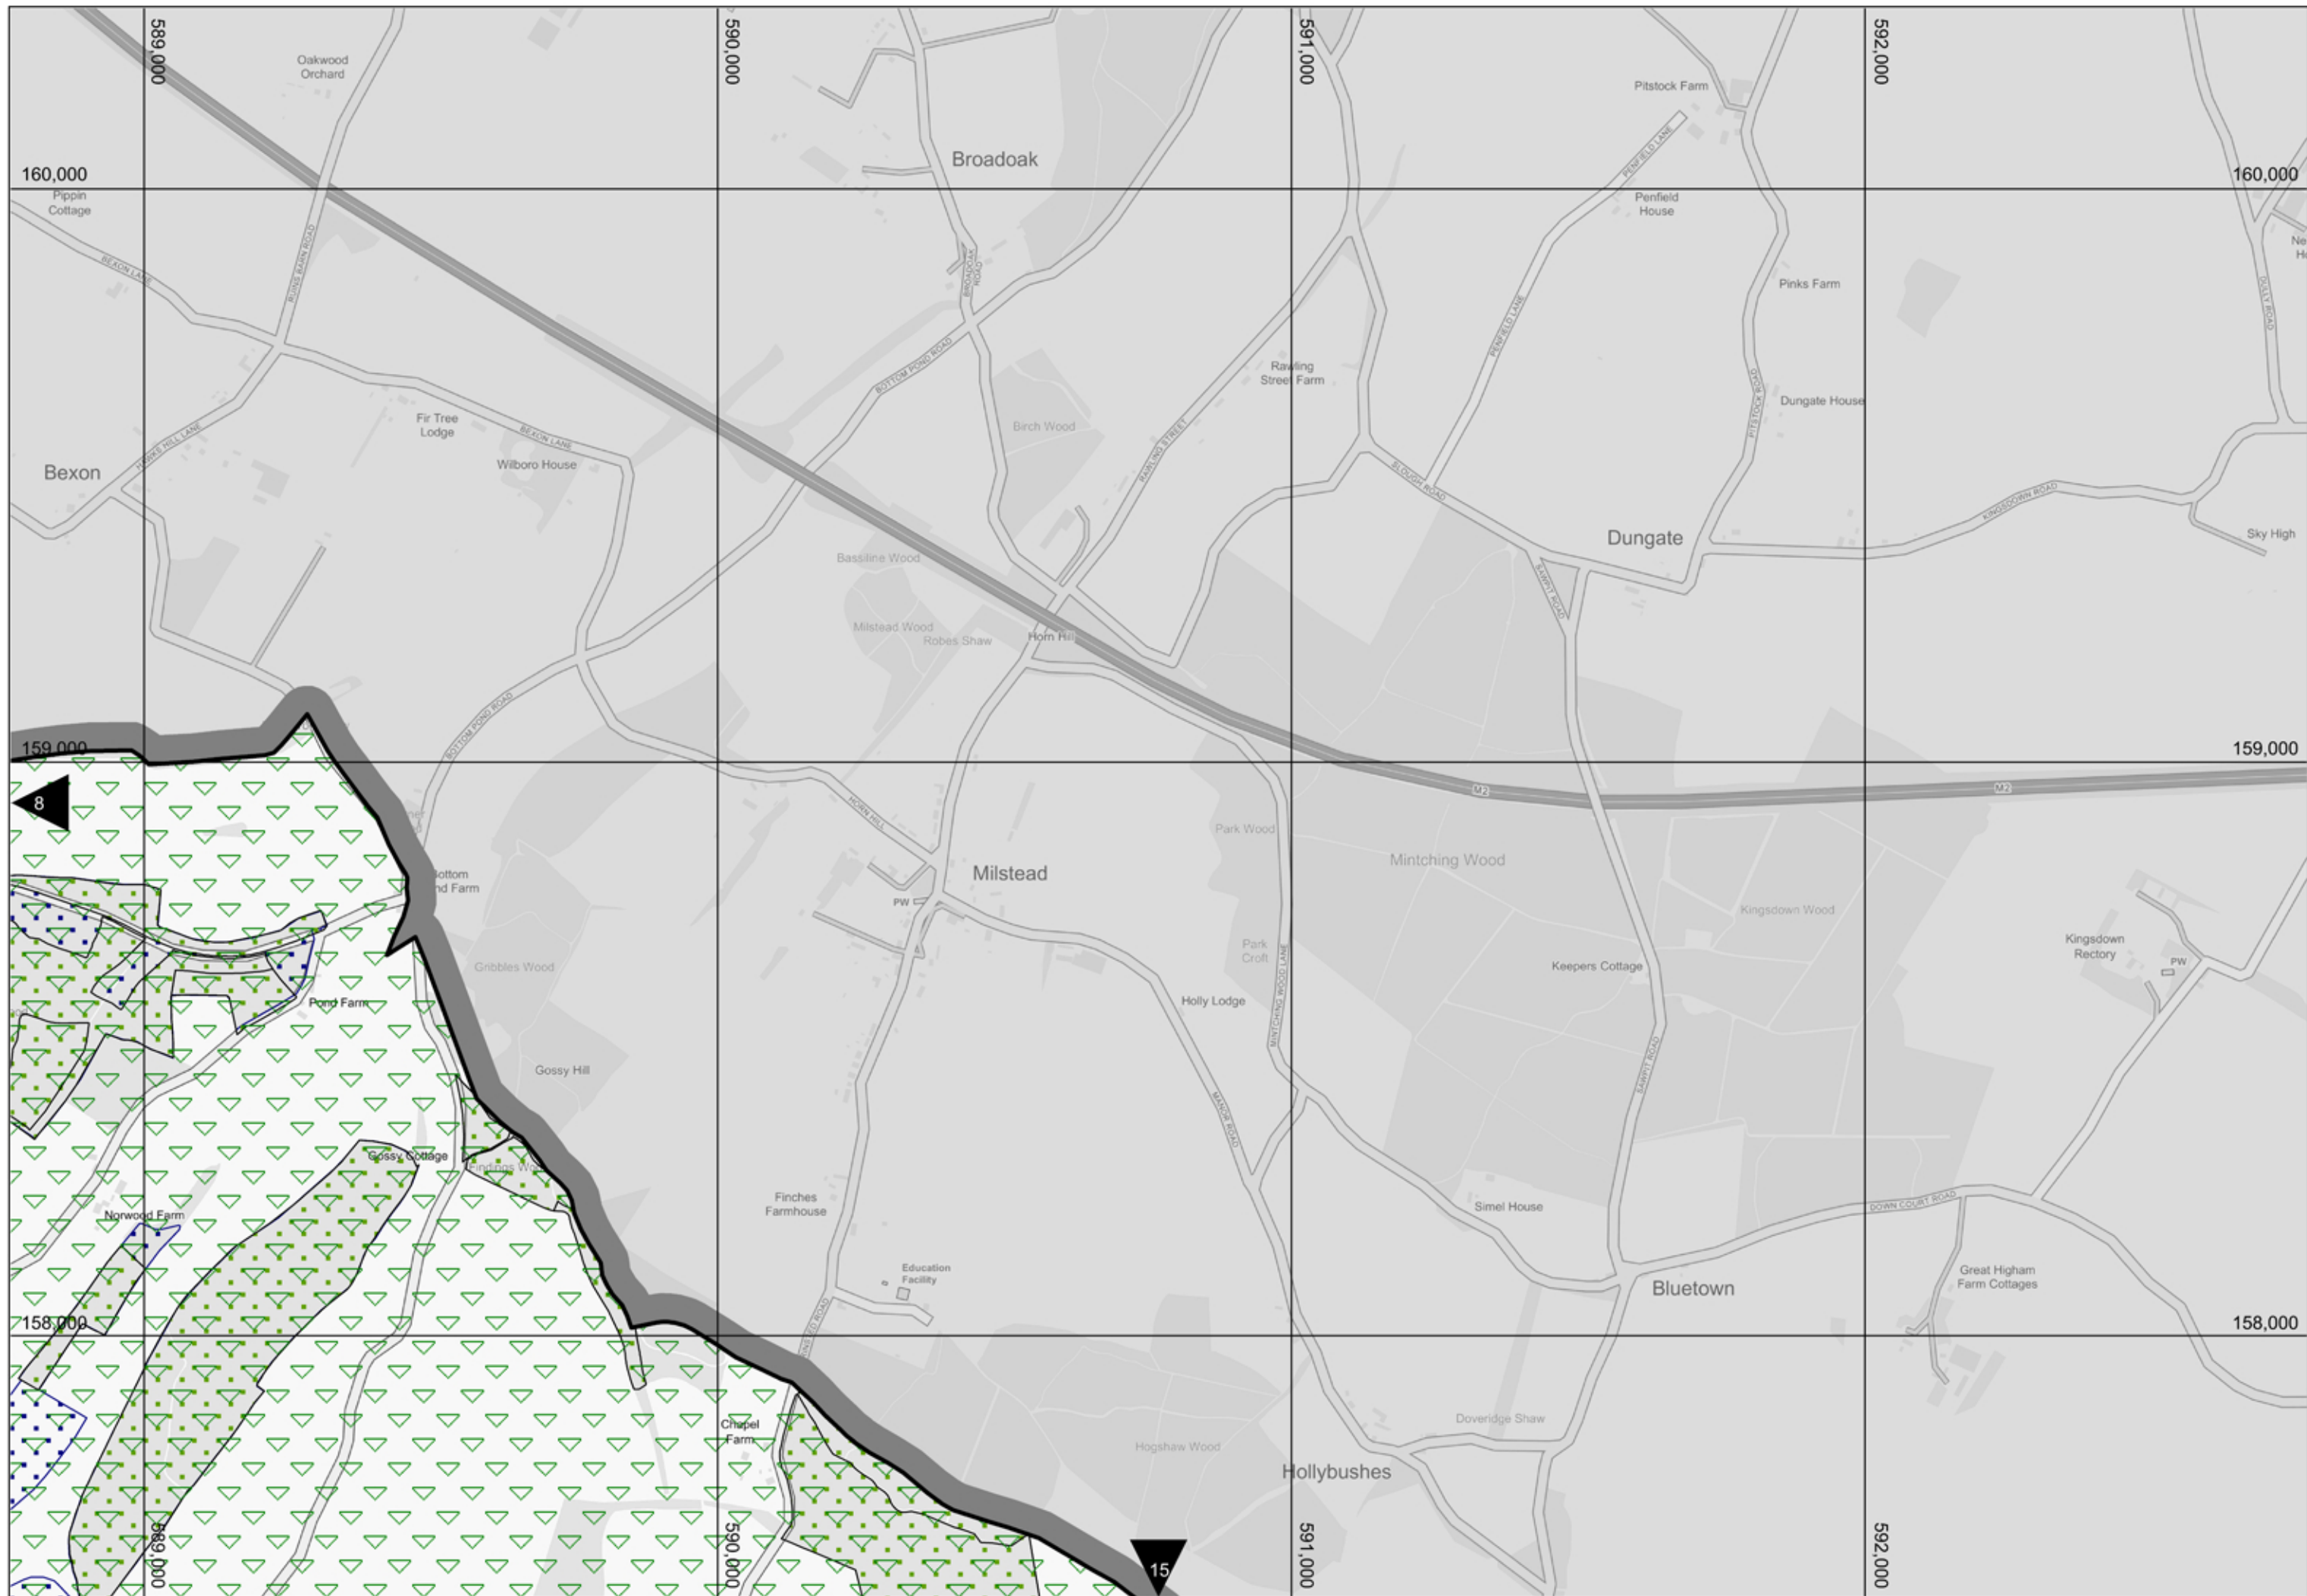 589,000
590,000
591,000
592,000
Oakwood
Orchard
Pitstock Farm
PENFIELD LANE
Broadoak
160,000
160,000
Pippin
Cottage
Penfield
House
BEXON LANE
RUINS BARN ROAD
BROADOAK
ROAD
Pinks Farm
DULLY ROAD
PENFIELD LANE
BOTTOM POND ROAD
Rawling
Street Farm
PITSTOCK ROAD
Dungate House
Fir Tree
Lodge
BEXON LANE
Birch Wood
HAWKS HILL LANE
Wilboro House
RAWLING STREET
Bexon
SLOUGH ROAD
KINGSDOWN ROAD
Dungate
Sky High
Bassiline Wood
SAWPIT ROAD
Milstead Wood
Robes Shaw
Horn Hill
BOTTOM POND ROAD
159,000
159,000
M2
M2
8
HORN HILL
Park Wood
Mintching Wood
Bottom
Milstead
PW
Kingsdown Wood
Kingsdown
Rectory
PW
Park
Croft
Gribbles Wood
Keepers Cottage
MINTCHING WOOD LANE
Pond Farm
Holly Lodge
Gossy Hill
SAWPIT ROAD
MANOR ROAD
Gossy Cottage
Findings
Finches
Farmhouse
Simel House
DOWN COURT ROAD
Norwood Farm
Education
Facility
Great Higham
Farm Cottages
Bluetown
158,000
158,000
ROAD
Chapel
Farm
Doveridge Shaw
Hogshaw Wood
Hollybushes
589,000
590,000
591,000
592,000
15